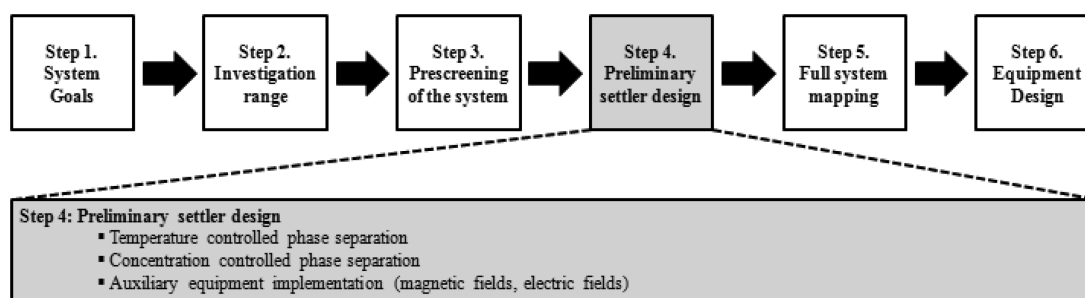 Step 1.
System
Goals
Step 2.
Investigation
range
Step 3.
Prescreening
of the system
Step 4.
Preliminary
settler design
Step 5.
Full system
mapping
Step 6.
Equipment
Design
Step 4: Preliminary settler design
▪ Temperature controlled phase separation
▪ Concentration controlled phase separation
▪ Auxiliary equipment implementation (magnetic fields, electric fields)